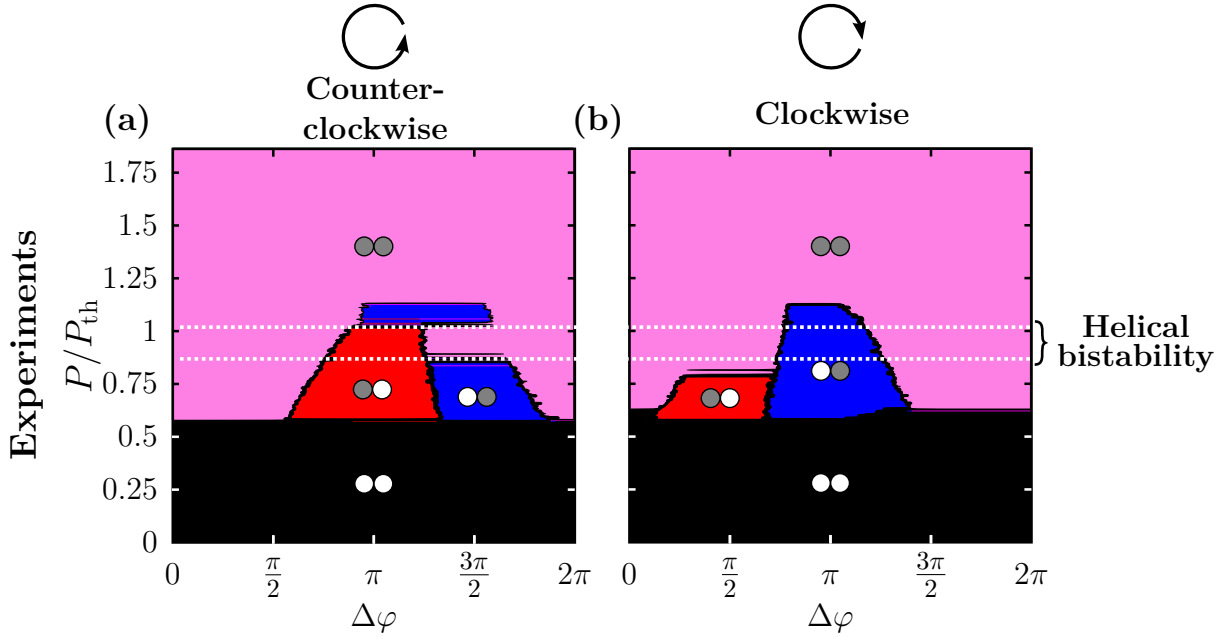 Counter-
clockwise
Clockwise
(a)
(b)
Experiments
P/P_th
1.75
1.5
1.25
1
0.75
0.5
0.25
0
Helical
bistability
0
π/2
π
3π/2
2π
Δφ
0
π/2
π
3π/2
2π
Δφ